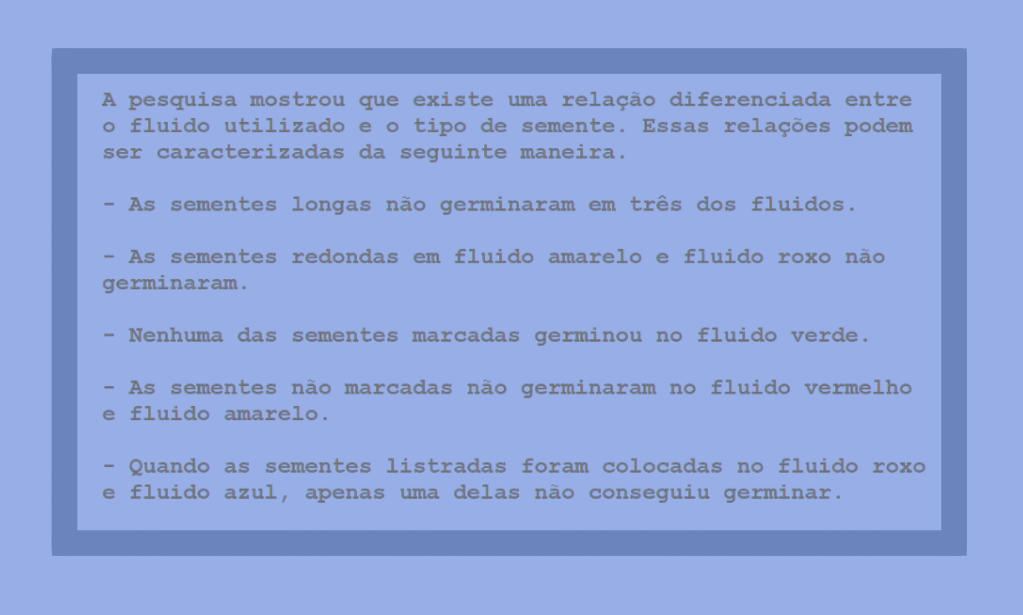 A pesquisa mostrou que existe uma relação diferenciada entre
o fluido utilizado e o tipo de semente. Essas relações podem
ser caracterizadas da seguinte maneira.
- As sementes longas não germinaram em três dos fluidos.
- As sementes redondas em fluido amarelo e fluido roxo não
germinaram.
- Nenhuma das sementes marcadas germinou no fluido verde.
- As sementes não marcadas não germinaram no fluido vermelho
e fluido amarelo.
- Quando as sementes listradas foram colocadas no fluido roxo
e fluido azul, apenas uma delas não conseguiu germinar.